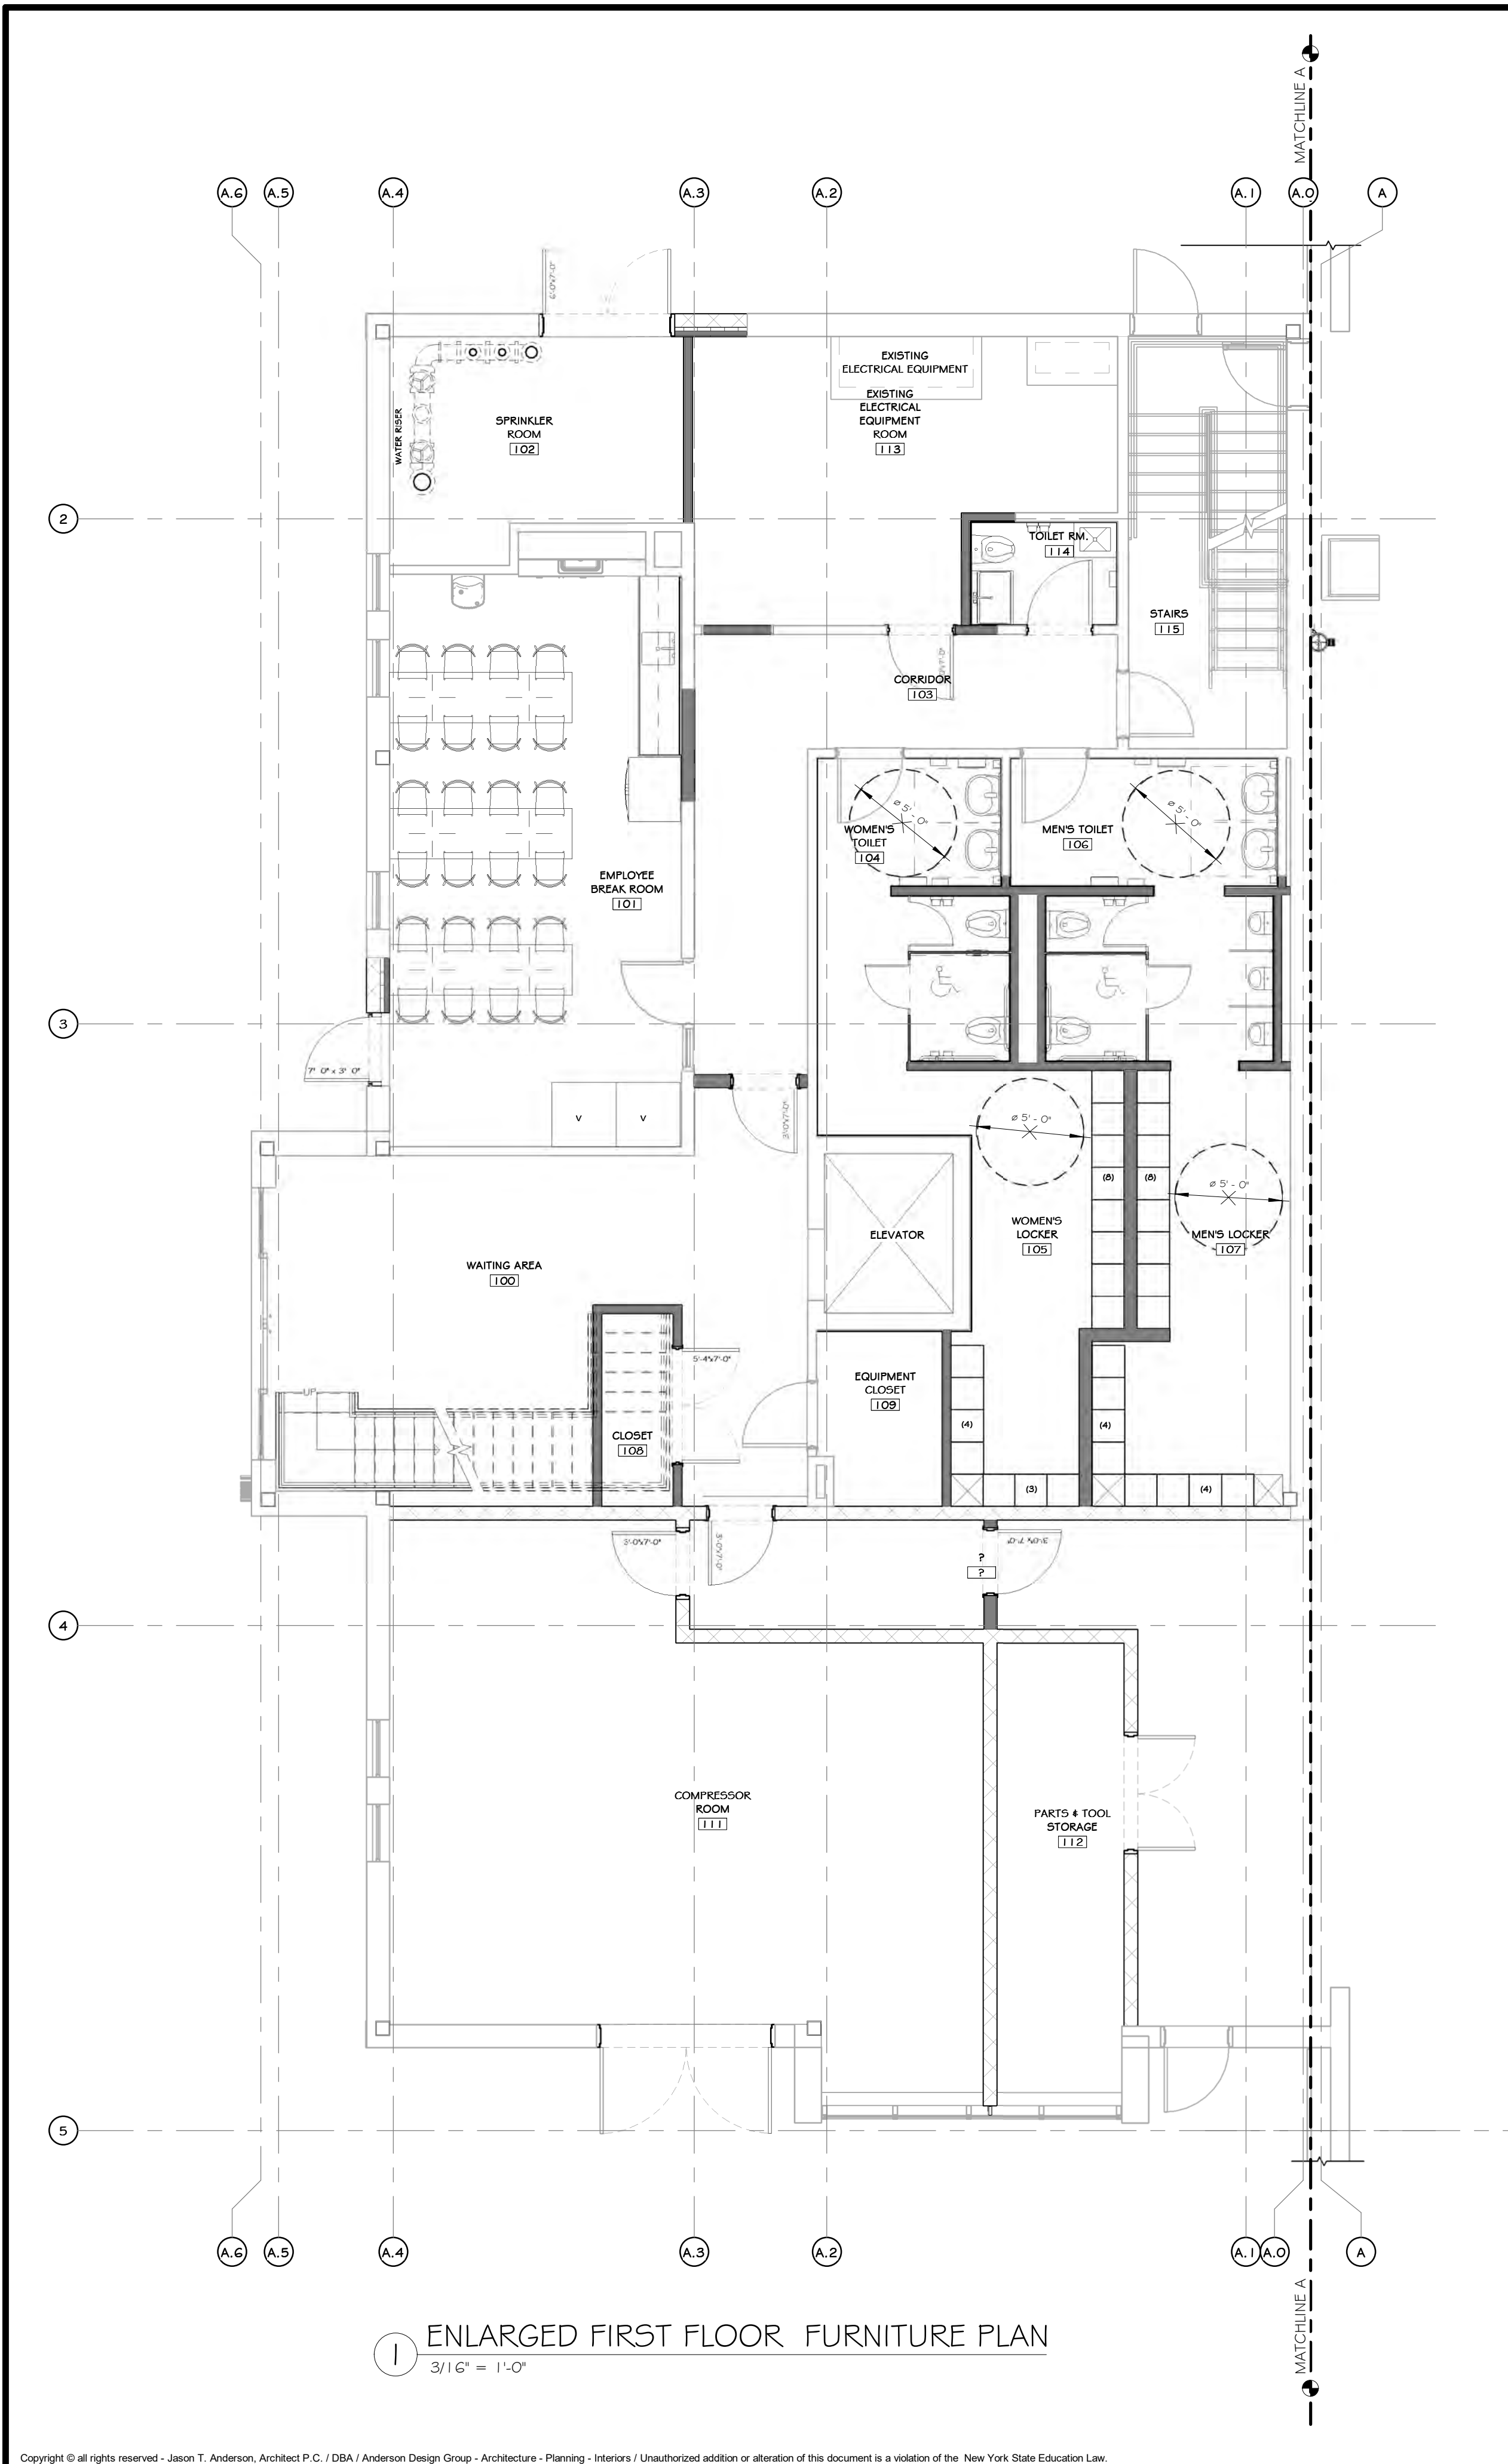 MATCHLINE A
A.6 A.5 A.4 A.3 A.2 A.1 A.0 A
6'-0"x7'-0"
EXISTING
ELECTRICAL EQUIPMENT
EXISTING
ELECTRICAL
EQUIPMENT
ROOM
113
WATER RISER
SPRINKLER
ROOM
102
2
TOILET RM.
114
STAIRS
115
CORRIDOR
103
WOMEN'S
TOILET
104
ø 5' - 0"
MEN'S TOILET
106
ø 5' - 0"
EMPLOYEE
BREAK ROOM
101
3
7' 0" x 3' 0"
V V
3'-0"x7'-0"
ø 5' - 0"
(8) (8)
ø 5' - 0"
WOMEN'S
LOCKER
105
MEN'S LOCKER
107
ELEVATOR
WAITING AREA
100
5'-4"x7'-0"
UP
EQUIPMENT
CLOSET
109
CLOSET
108
(4) (4)
(3) (4)
3'-0"x7'-0"
3'-0"x7'-0"
3'-0"x 7'-0"
?
?
4
COMPRESSOR
ROOM
111
PARTS & TOOL
STORAGE
112
5
A.6 A.5 A.4 A.3 A.2 A.1 A.0 A
MATCHLINE A
1 ENLARGED FIRST FLOOR FURNITURE PLAN
3/16" = 1'-0"
Copyright © all rights reserved - Jason T. Anderson, Architect P.C. / DBA / Anderson Design Group - Architecture - Planning - Interiors / Unauthorized addition or alteration of this document is a violation of the New York State Education Law.